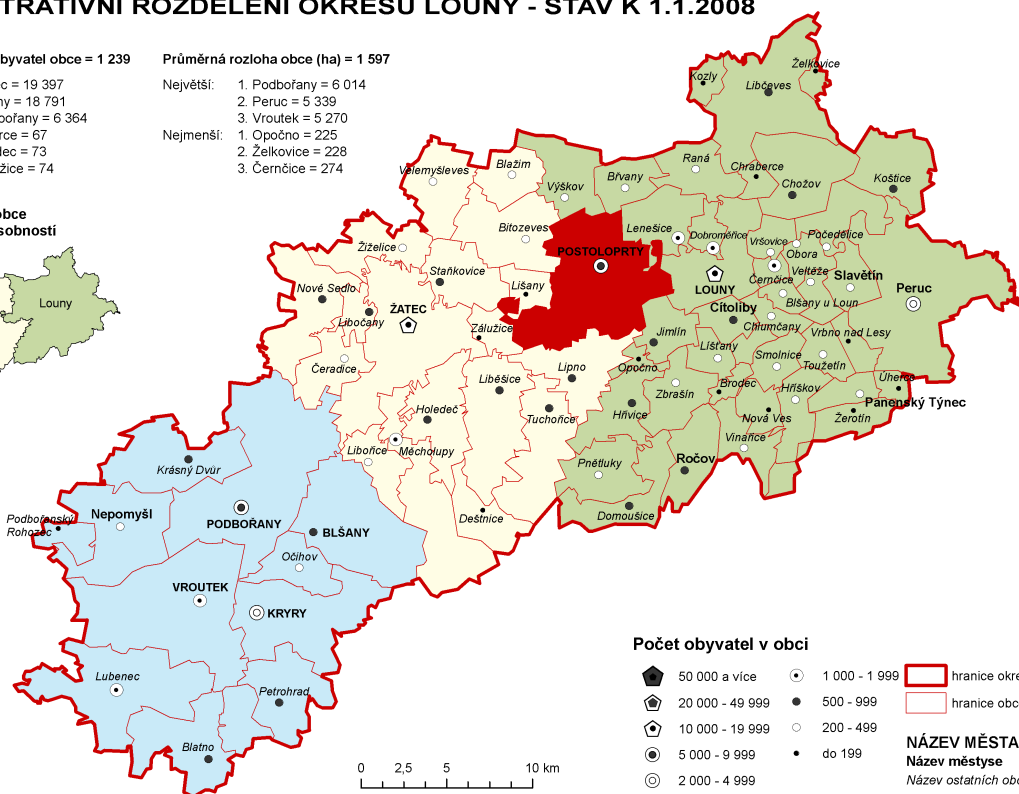 TRATIVNÍ ROZDĚLENÍ OKRESU LOUNY - STAV K 1.1.2008
byvatel obce = 1 239
c = 19 397
ny = 18 791
ořany = 6 364
rce = 67
dec = 73
žice = 74
Průměrná rozloha obce (ha) = 1 597
Největší: 1. Podbořany = 6 014
2. Peruc = 5 339
3. Vroutek = 5 270
Nejmenší: 1. Opočno = 225
2. Želkovice = 228
3. Černčice = 274
obce
sobností
Louny
Kozly
Želkovice
Libčeves
Velemyšleves
Blažim
Výškov
Břvany
Raná
Chraberce
Chožov
Koštice
Žiželice
Bitozeves
POSTOLOPRTY
Lenešice
Dobroměřice
Vršovice
Počedělice
Obora
Nové Sedlo
Staňkovice
Lišany
LOUNY
Černčice
Veltěže
Slavětín
Peruc
Libočany
ŽATEC
Zálužice
Cítoliby
Blšany u Loun
Chlumčany
Vrbno nad Lesy
Jimlín
Líšťany
Smolnice
Toužetín
Čeradice
Lipno
Opočno
Liběšice
Zbrašín
Brodec
Hříškov
Úherce
Panenský Týnec
Holedeč
Tuchořice
Hřivice
Nová Ves
Žerotín
Měcholupy
Libořice
Vinařice
Krásný Dvůr
Pnětluky
Ročov
Podbořanský
Rohozec
Nepomyšl
PODBOŘANY
BLŠANY
Deštnice
Domoušice
Očihov
VROUTEK
KRYRY
Lubenec
Petrohrad
Blatno
0 2,5 5 10 km
Počet obyvatel v obci
50 000 a více
20 000 - 49 999
10 000 - 19 999
5 000 - 9 999
2 000 - 4 999
1 000 - 1 999
500 - 999
200 - 499
do 199
hranice okre
hranice obc
NÁZEV MĚSTA
Název městyse
Název ostatních obc